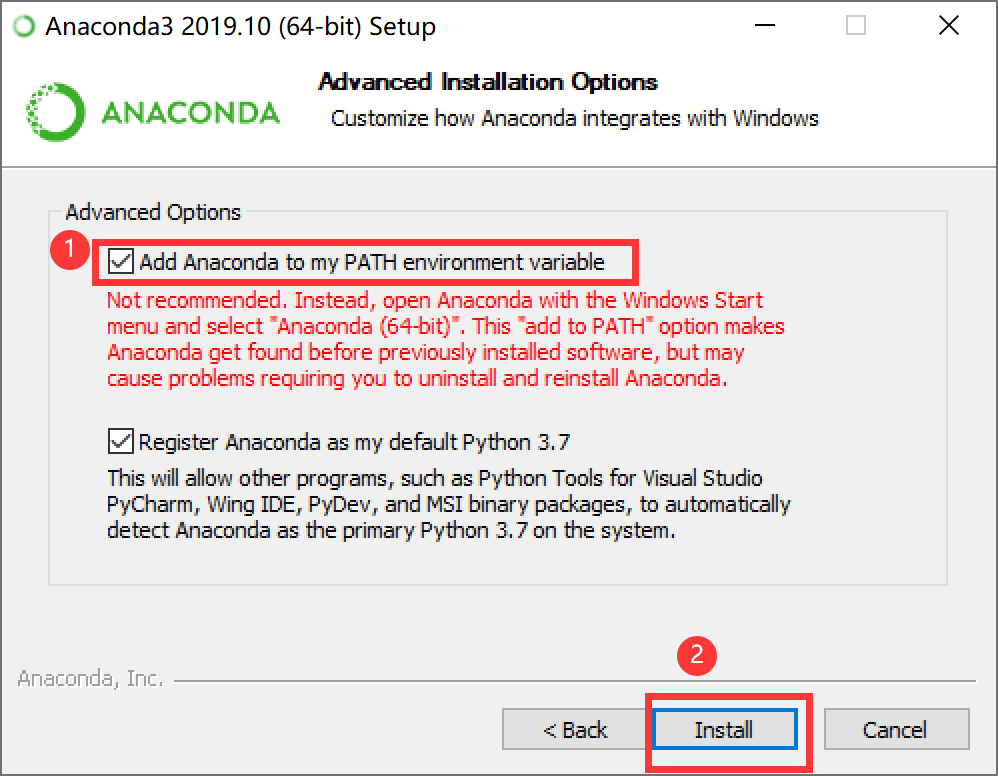 Anaconda3 2019.10 (64-bit) Setup
ANACONDA
Advanced Installation Options
Customize how Anaconda integrates with Windows
Advanced Options
1
Add Anaconda to my PATH environment variable
Not recommended. Instead, open Anaconda with the Windows Start
menu and select "Anaconda (64-bit)". This "add to PATH" option makes
Anaconda get found before previously installed software, but may
cause problems requiring you to uninstall and reinstall Anaconda.
Register Anaconda as my default Python 3.7
This will allow other programs, such as Python Tools for Visual Studio
PyCharm, Wing IDE, PyDev, and MSI binary packages, to automatically
detect Anaconda as the primary Python 3.7 on the system.
2
Anaconda, Inc.
< Back
Install
Cancel